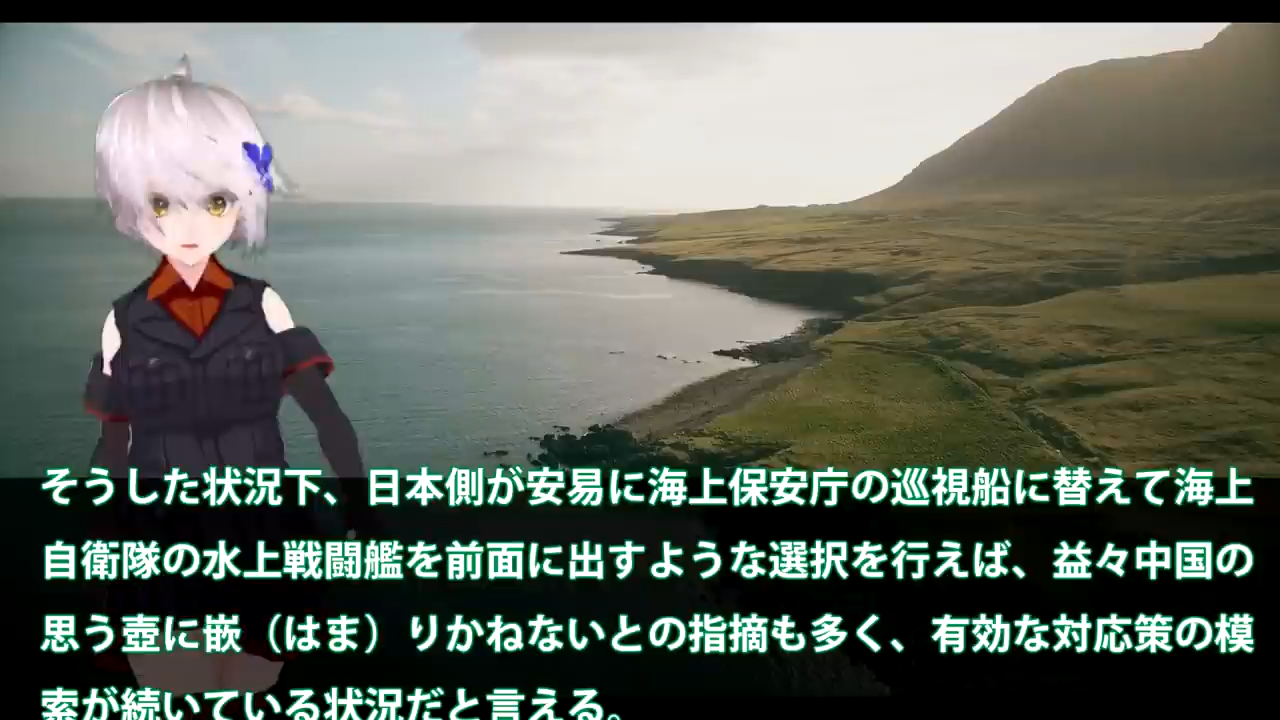 そうした状況下、日本側が安易に海上保安庁の巡視船に替えて海上
自衛隊の水上戦闘艦を前面に出すような選択を行えば、益々中国の
思う壺に嵌（はま）りかねないとの指摘も多く、有効な対応策の模
索が続いている状況だと言える。